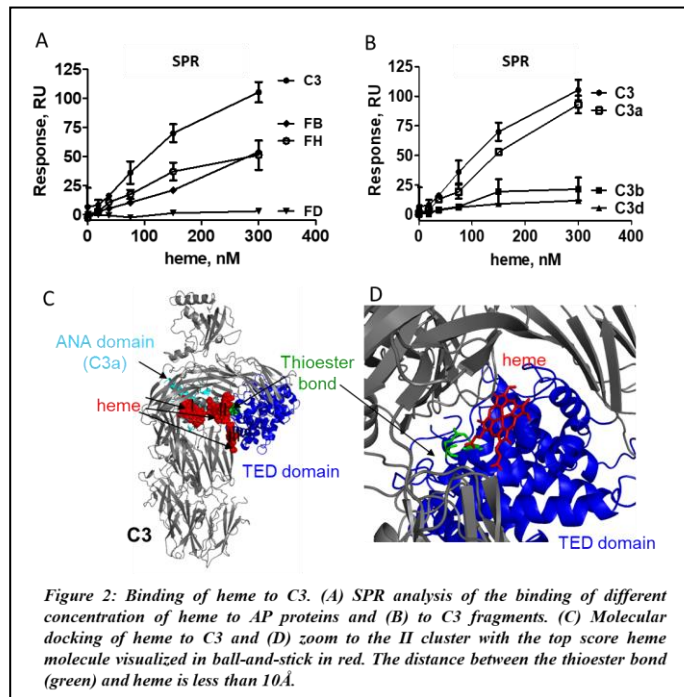 A
SPR
Response, RU
125
100
75
50
25
0
0
100
200
300
400
heme, nM
C3
FB
FH
FD
B
SPR
Response, RU
125
100
75
50
25
0
0
100
200
300
400
heme, nM
C3
C3a
C3b
C3d
C
ANA domain
(C3a)
heme
Thioester
bond
TED domain
C3
D
heme
TED domain
Figure 2: Binding of heme to C3. (A) SPR analysis of the binding of different
concentration of heme to AP proteins and (B) to C3 fragments. (C) Molecular
docking of heme to C3 and (D) zoom to the II cluster with the top score heme
molecule visualized in ball-and-stick in red. The distance between the thioester bond
(green) and heme is less than 10Å.